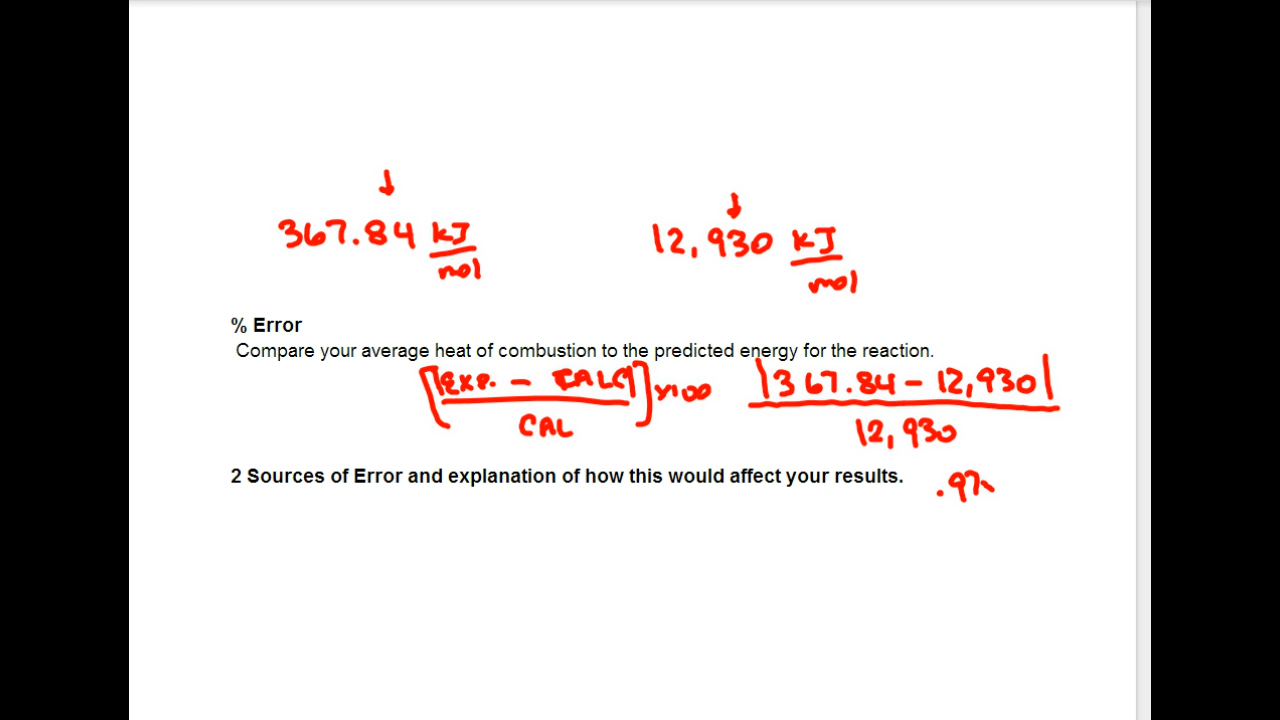 367.84 kJ/mol 12,930 kJ/mol
% Error
Compare your average heat of combustion to the predicted energy for the reaction.
[|EXP. - CALC|] x100 |367.84 - 12,930|
CAL 12,930
2 Sources of Error and explanation of how this would affect your results.